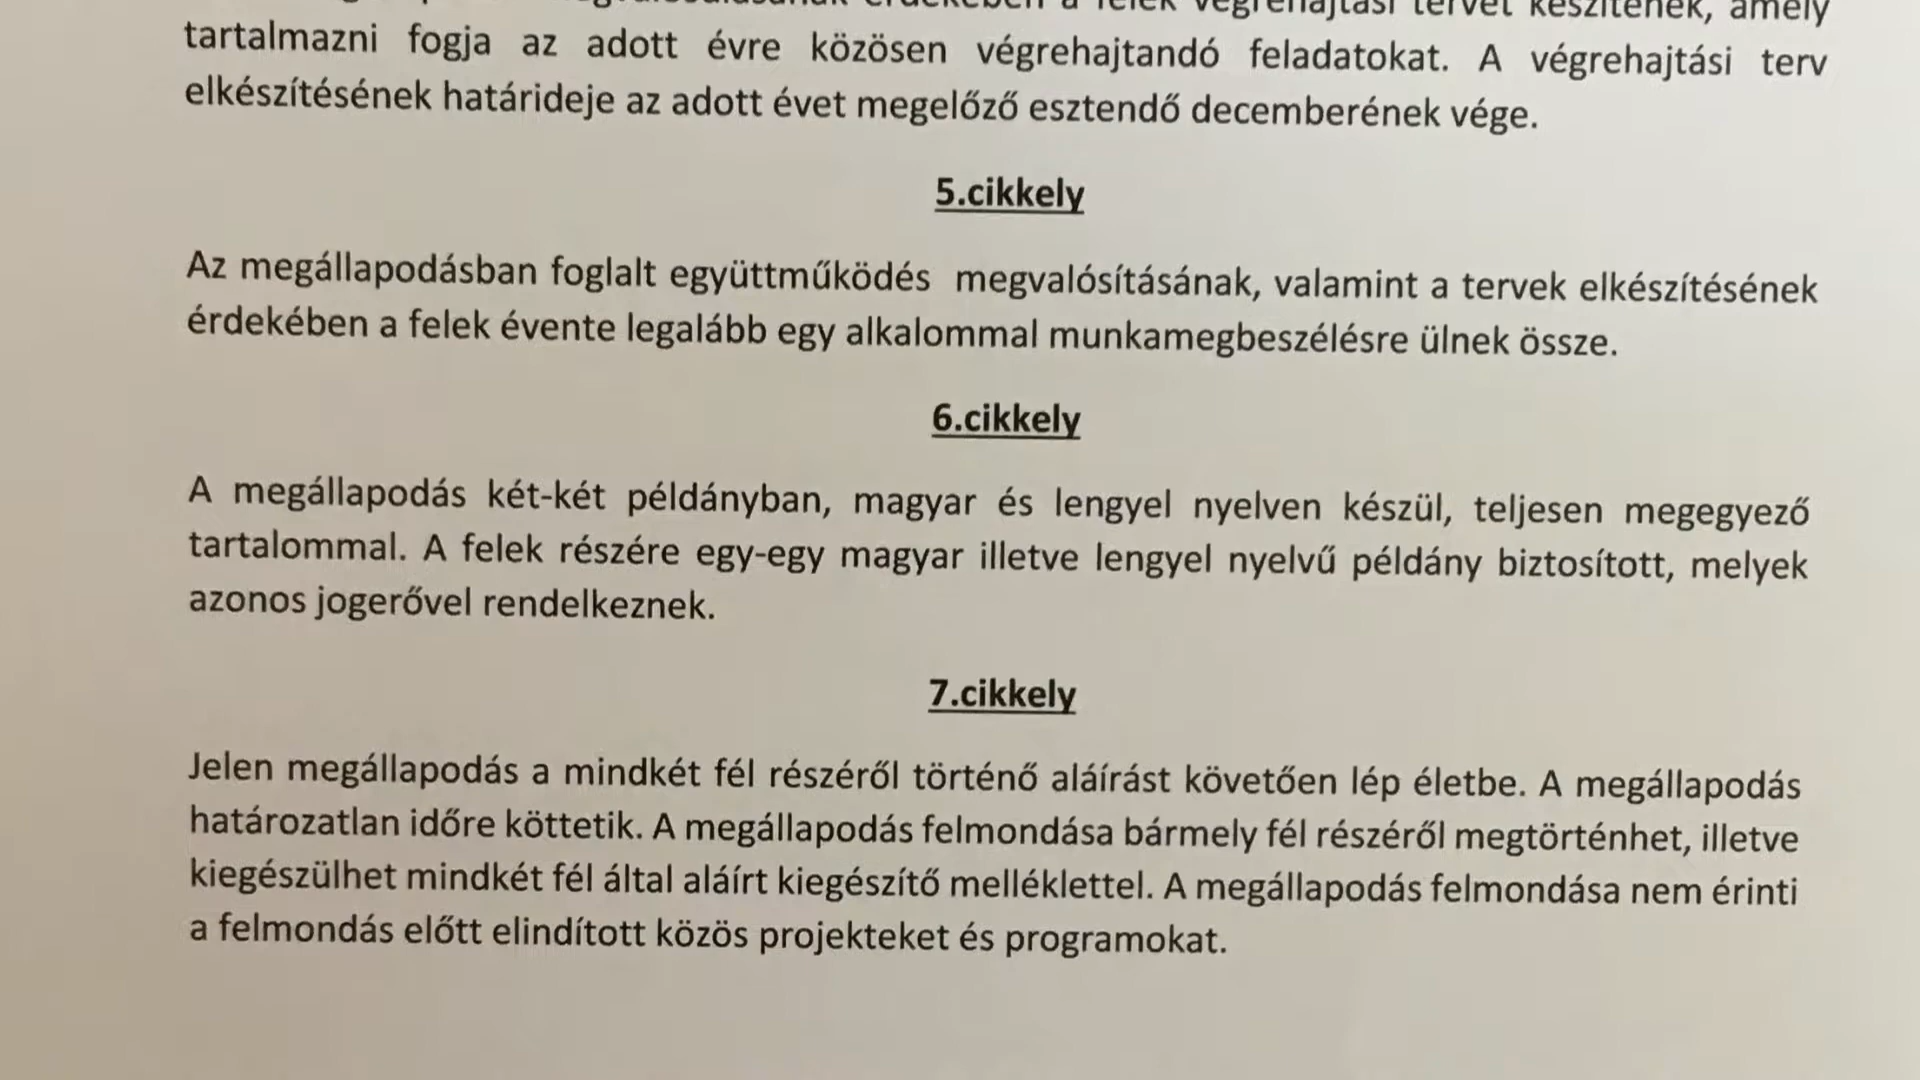 a felek végrehajtási tervet készítenek, amely
tartalmazni fogja az adott évre közösen végrehajtandó feladatokat. A végrehajtási terv
elkészítésének határideje az adott évet megelőző esztendő decemberének vége.
5.cikkely
Az megállapodásban foglalt együttműködés megvalósításának, valamint a tervek elkészítésének
érdekében a felek évente legalább egy alkalommal munkamegbeszélésre ülnek össze.
6.cikkely
A megállapodás két-két példányban, magyar és lengyel nyelven készül, teljesen megegyező
tartalommal. A felek részére egy-egy magyar illetve lengyel nyelvű példány biztosított, melyek
azonos jogerővel rendelkeznek.
7.cikkely
Jelen megállapodás a mindkét fél részéről történő aláírást követően lép életbe. A megállapodás
határozatlan időre köttetik. A megállapodás felmondása bármely fél részéről megtörténhet, illetve
kiegészülhet mindkét fél által aláírt kiegészítő melléklettel. A megállapodás felmondása nem érinti
a felmondás előtt elindított közös projekteket és programokat.